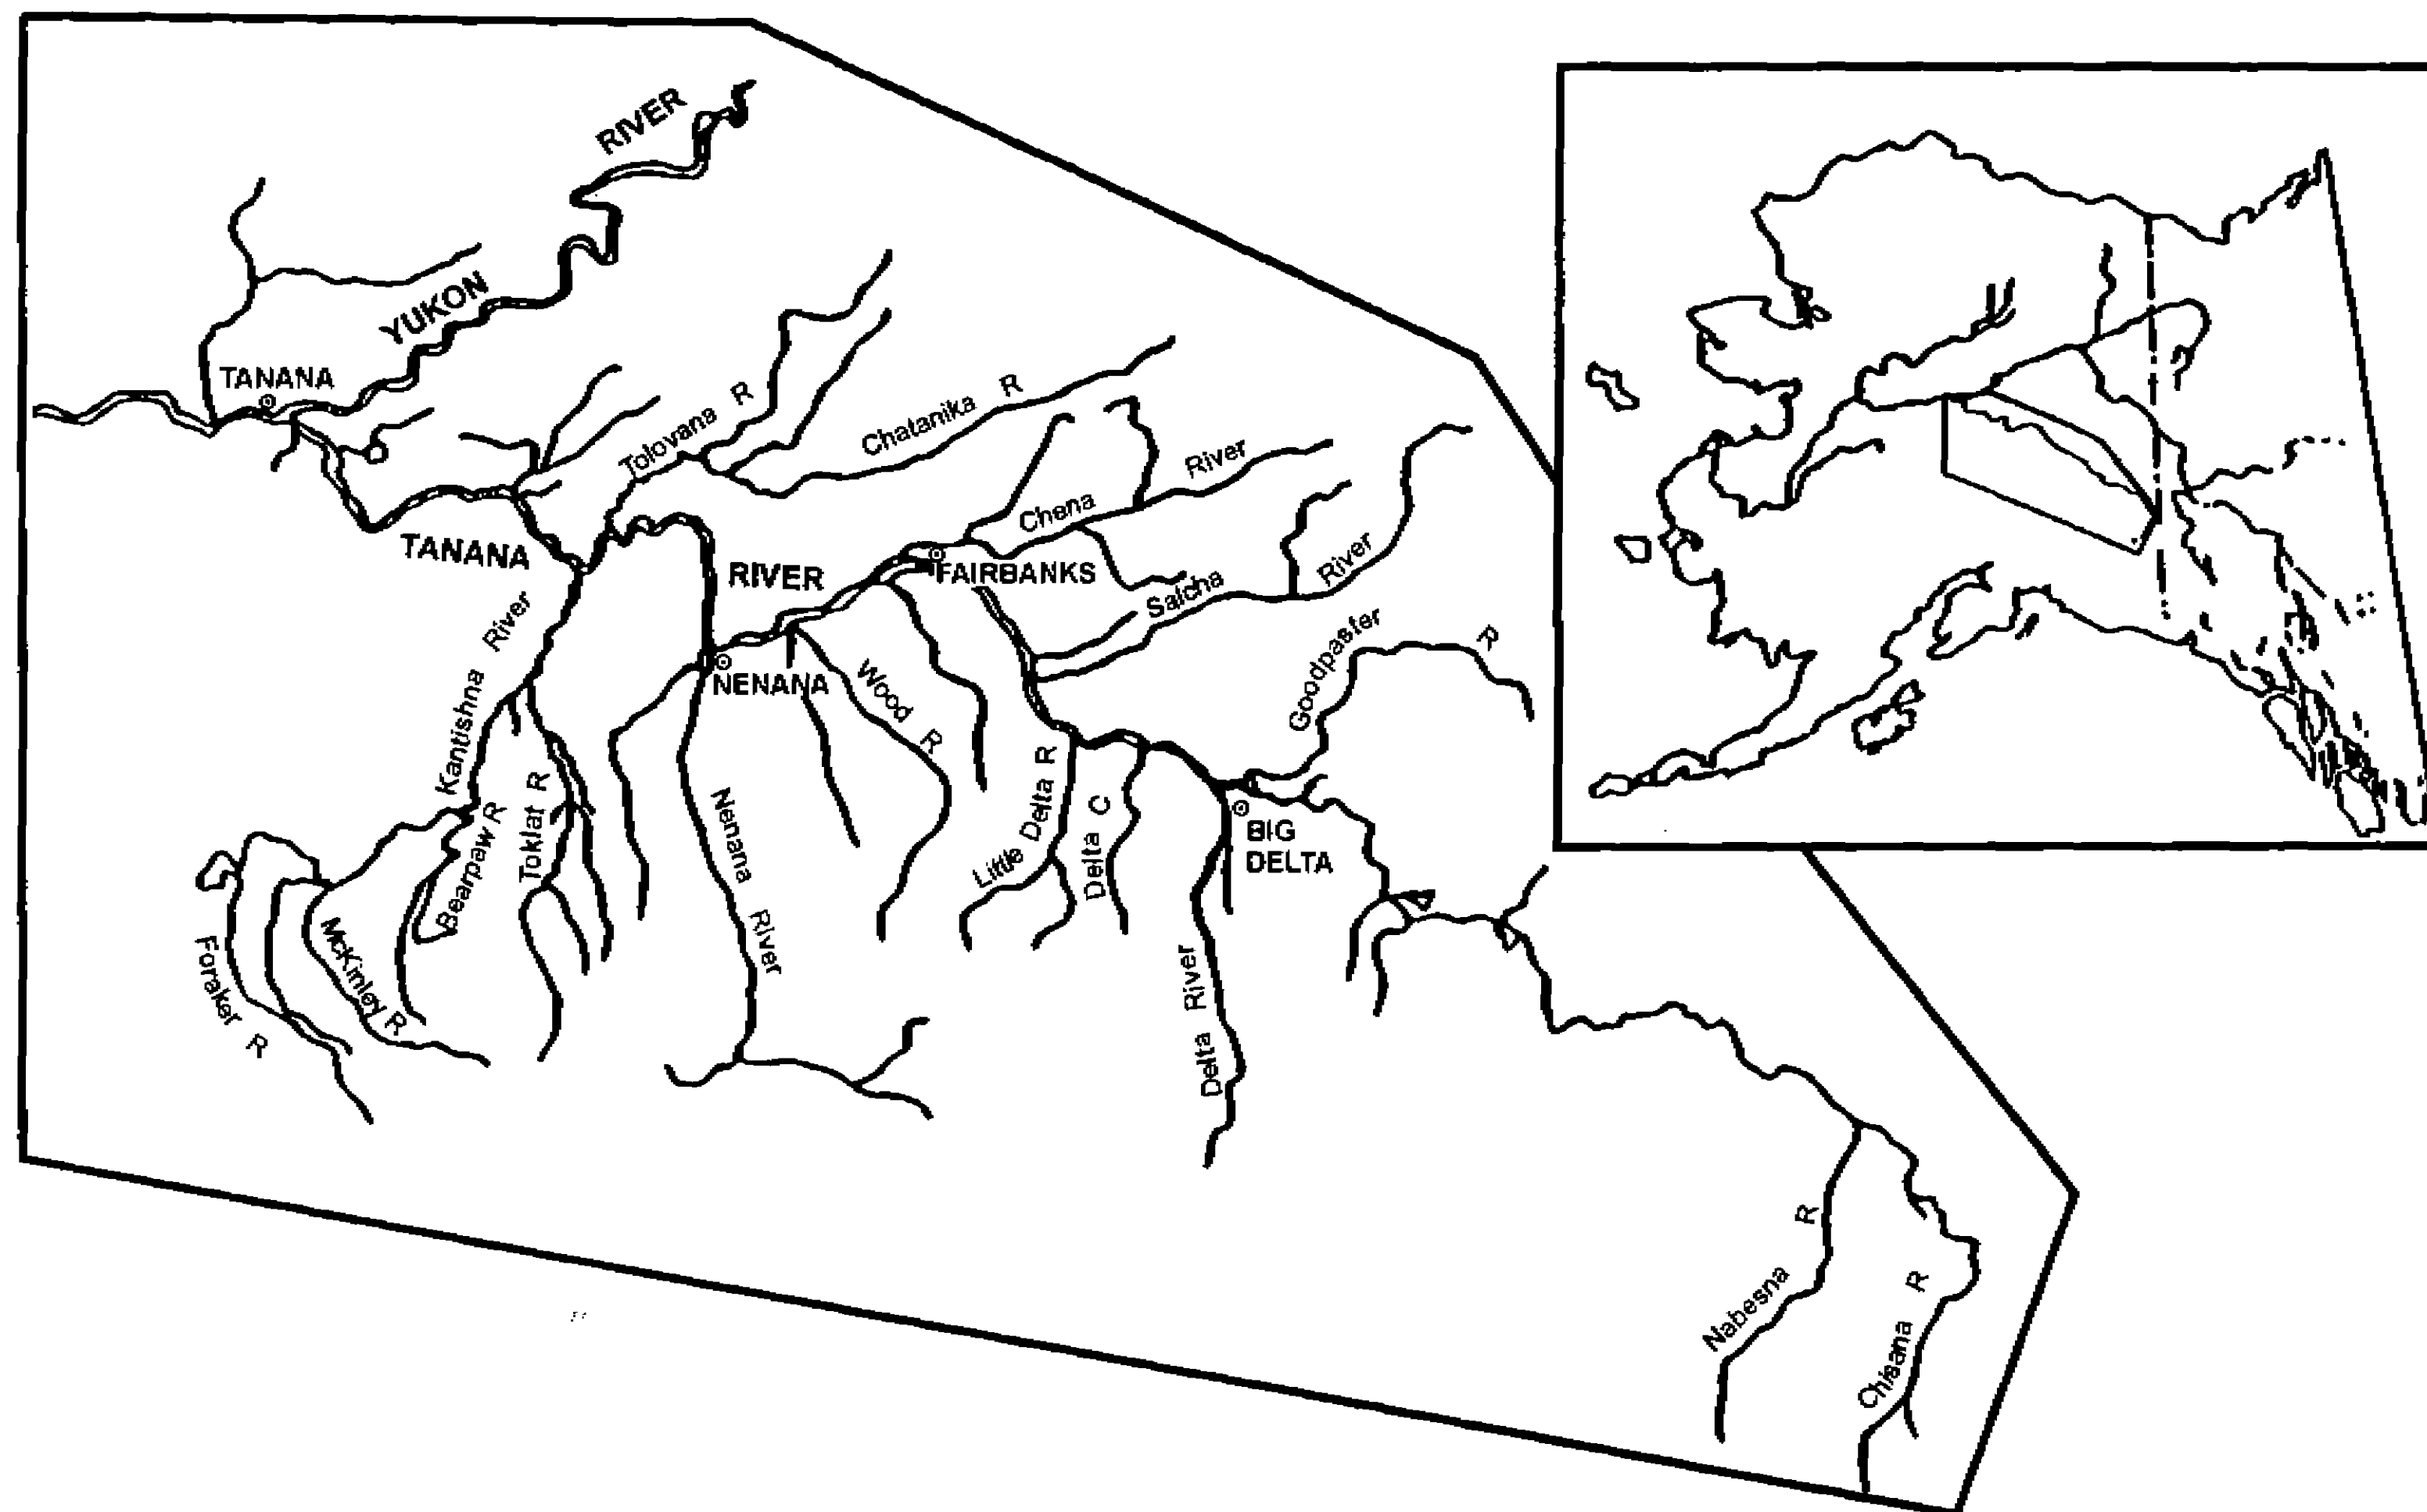 YUKON RIVER
TANANA
Tolovana R
Chatanika R
River
Chena
TANANA
RIVER
FAIRBANKS
Salcha
River
Kantishna River
NENANA
Wood R
Goodpaster R
Bearpaw R
Toklat R
Nenana River
Little Delta R
Delta C
BIG
DELTA
Foraker R
McKinley R
Delta River
Nabesna R
Chisana R